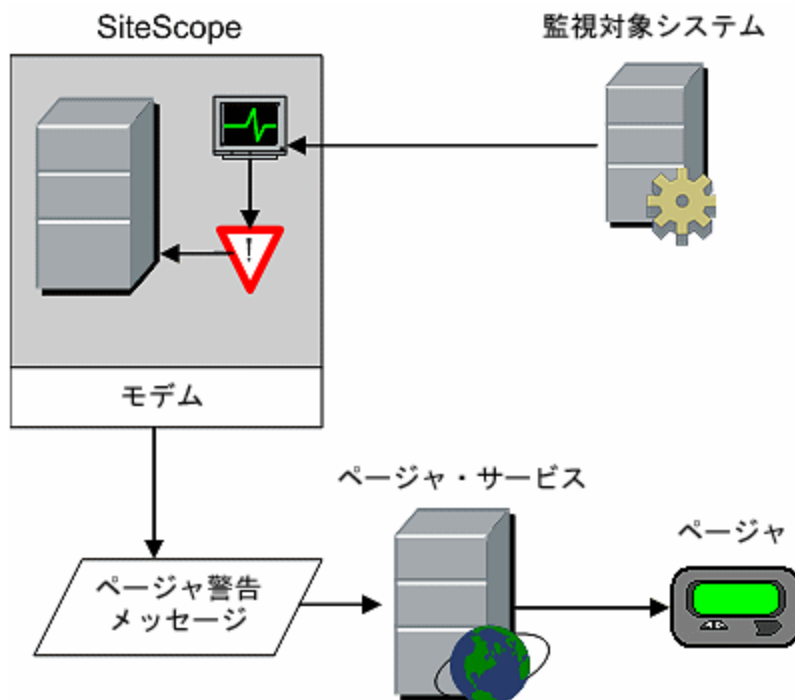 SiteScope
監視対象システム
!
モデム
ページャ・サービス
ページャ
ページャ警告
メッセージ